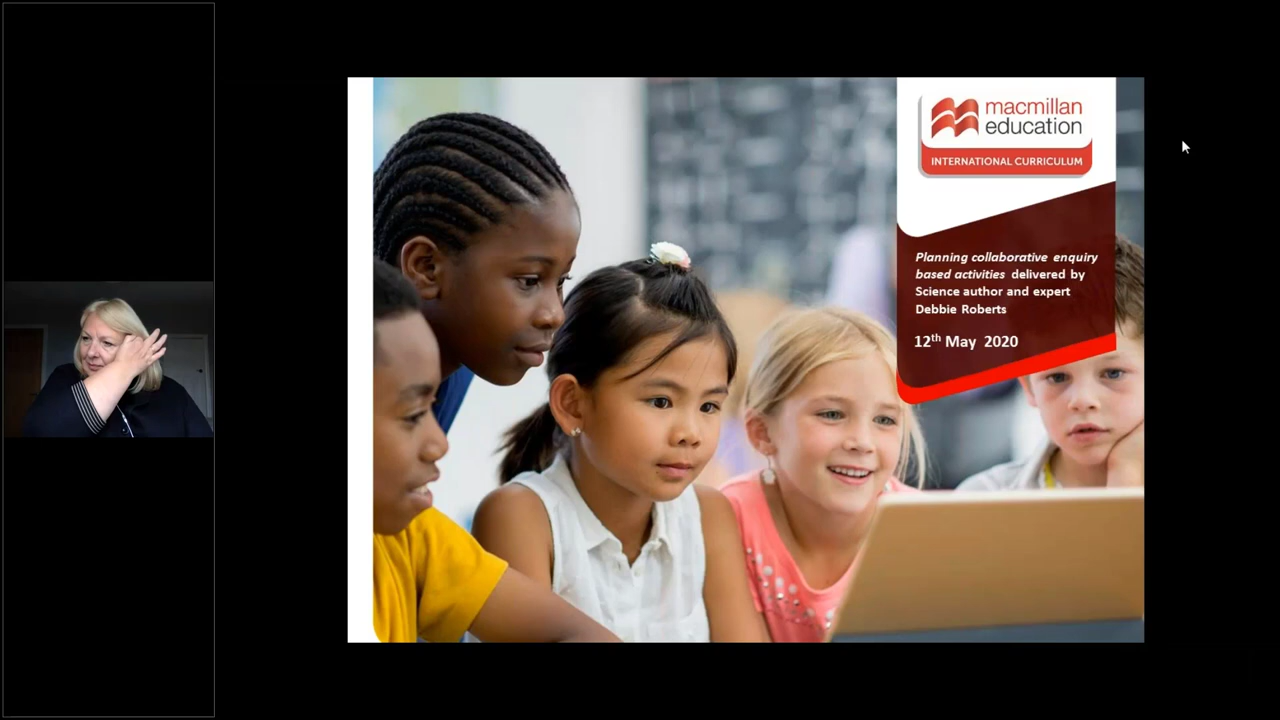 macmillan
education
INTERNATIONAL CURRICULUM
Planning collaborative enquiry
based activities delivered by
Science author and expert
Debbie Roberts
12th May 2020